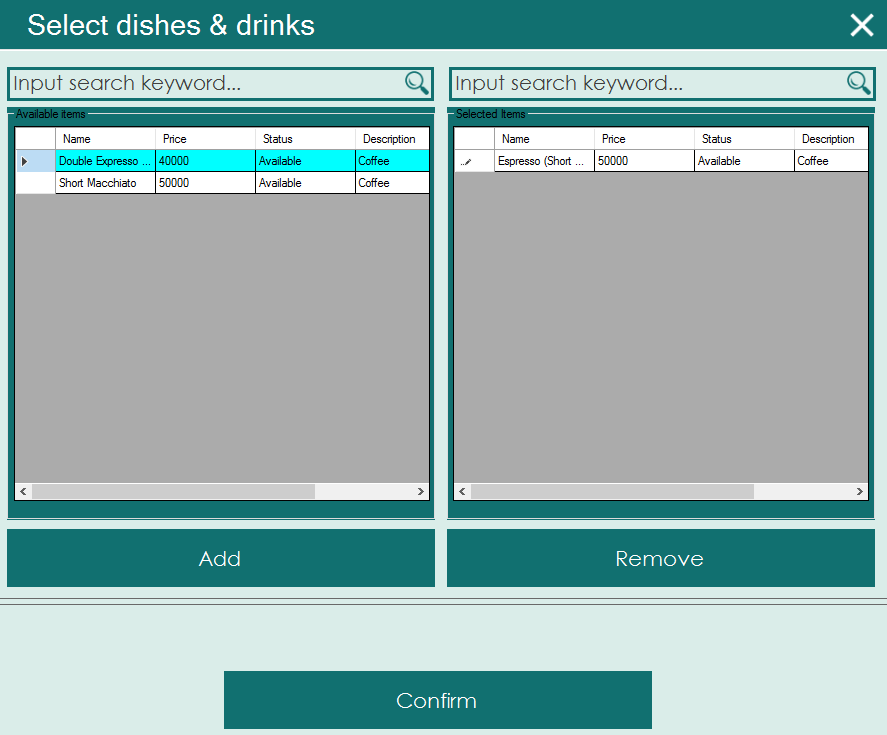 Select dishes & drinks
Input search keyword...
Input search keyword...
Available items
Selected Items
Name Price Status Description
Double Expresso ... 40000 Available Coffee
Short Macchiato 50000 Available Coffee
Name Price Status Description
Espresso (Short ... 50000 Available Coffee
Add
Remove
Confirm